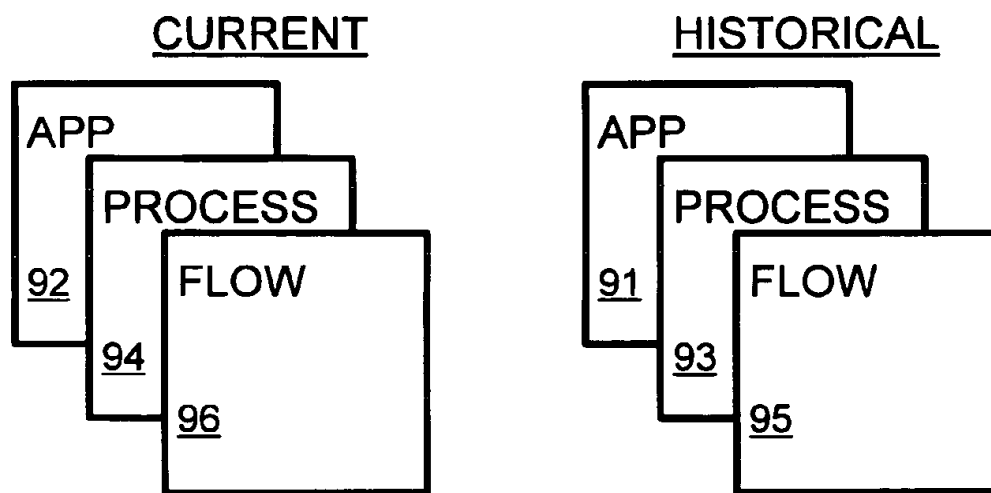 CURRENT
APP
PROCESS
FLOW
92
94
96
HISTORICAL
APP
PROCESS
FLOW
91
93
95